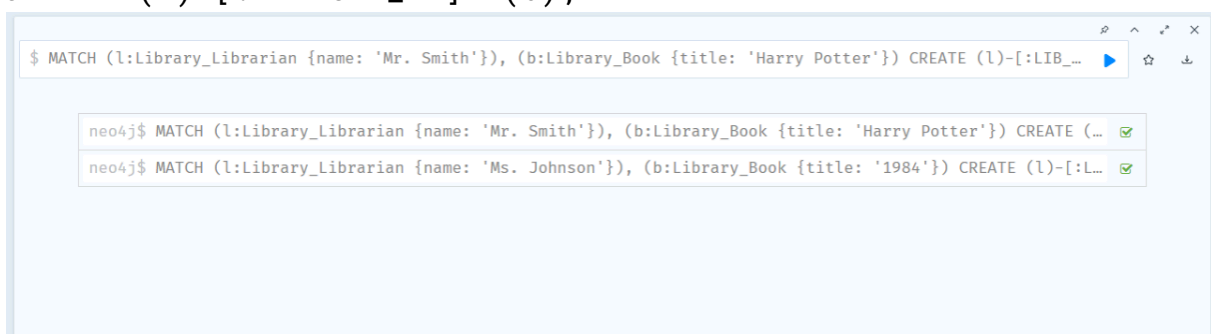 $ MATCH (l:Library_Librarian {name: 'Mr. Smith'}), (b:Library_Book {title: 'Harry Potter'}) CREATE (l)-[:LIB_…
neo4j$ MATCH (l:Library_Librarian {name: 'Mr. Smith'}), (b:Library_Book {title: 'Harry Potter'}) CREATE (…
neo4j$ MATCH (l:Library_Librarian {name: 'Ms. Johnson'}), (b:Library_Book {title: '1984'}) CREATE (l)-[:L…